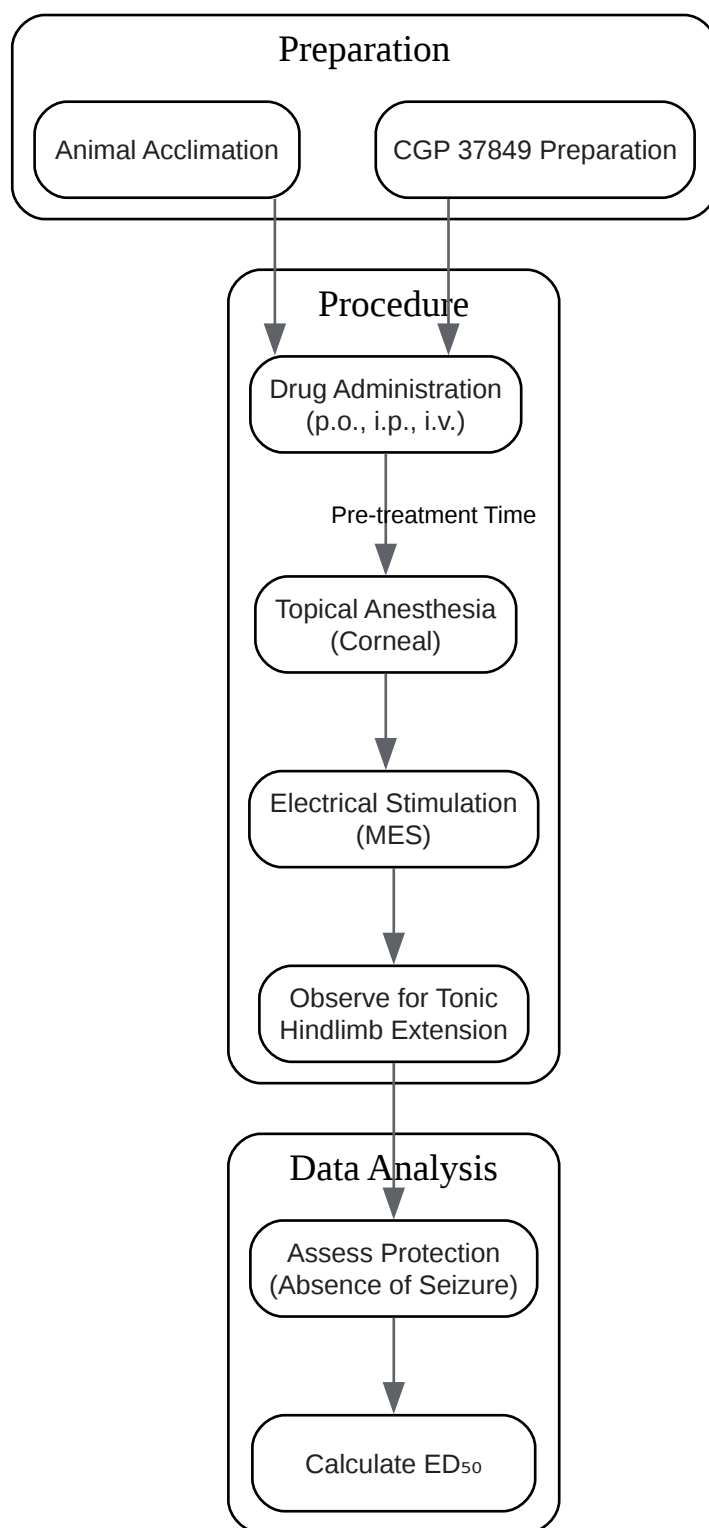 Preparation
Animal Acclimation
CGP 37849 Preparation
Procedure
Drug Administration
(p.o., i.p., i.v.)
Pre-treatment Time
Topical Anesthesia
(Corneal)
Electrical Stimulation
(MES)
Observe for Tonic
Hindlimb Extension
Data Analysis
Assess Protection
(Absence of Seizure)
Calculate ED₅₀